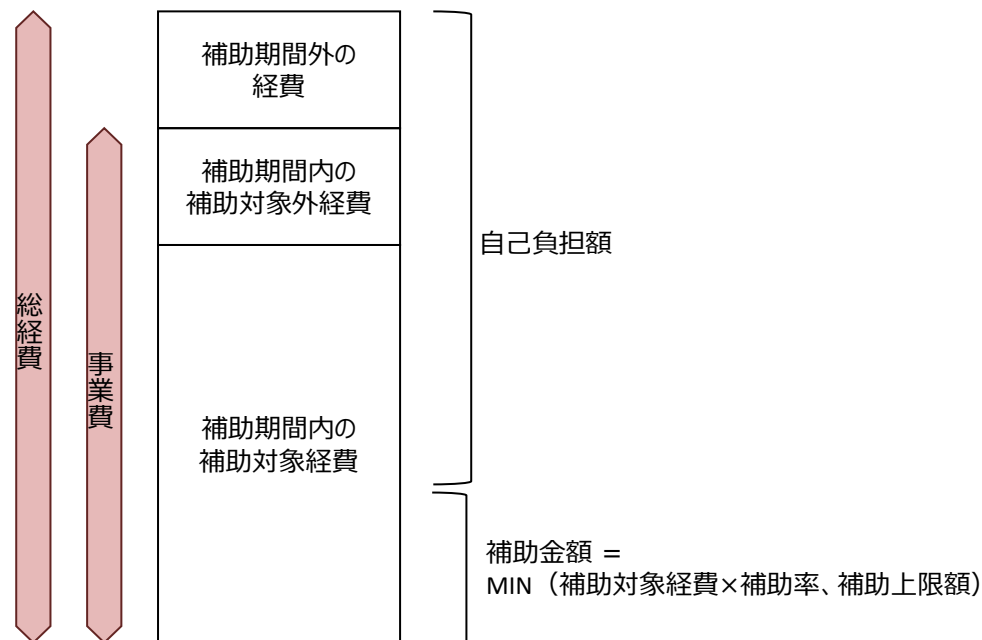 補助期間外の
経費
補助期間内の
補助対象外経費
自己負担額
総経費
事業費
補助期間内の
補助対象経費
補助金額 =
MIN（補助対象経費×補助率、補助上限額）